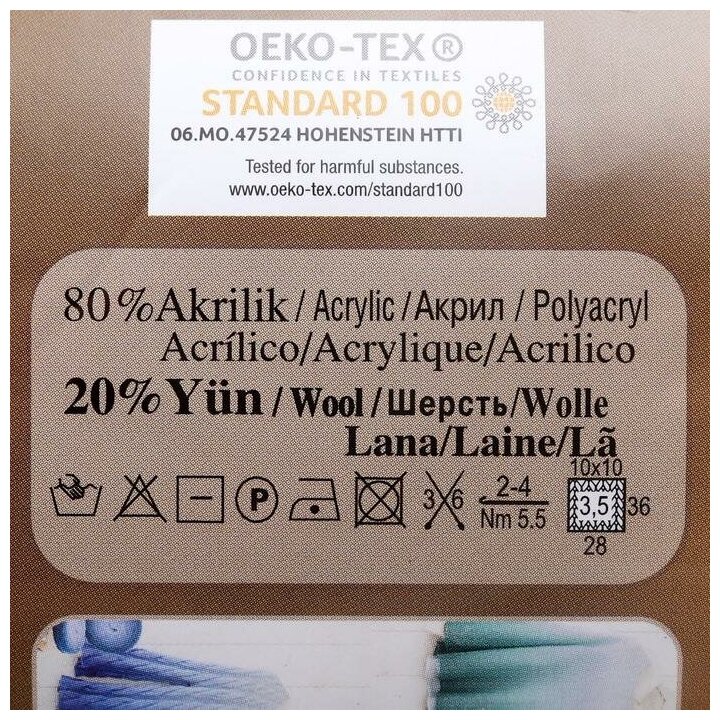 OEKO-TEX®
CONFIDENCE IN TEXTILES
STANDARD 100
06.MO.47524 HOHENSTEIN HTTI
Tested for harmful substances.
www.oeko-tex.com/standard100
80%Akrilik / Acrylic / Акрил / Polyacryl
Acrílico/Acrylique/Acrilico
20%Yün / Wool / Шерсть/Wolle
Lana/Laine/Lã
P
3 6
2-4
Nm 5.5
10x10
3,5 36
28